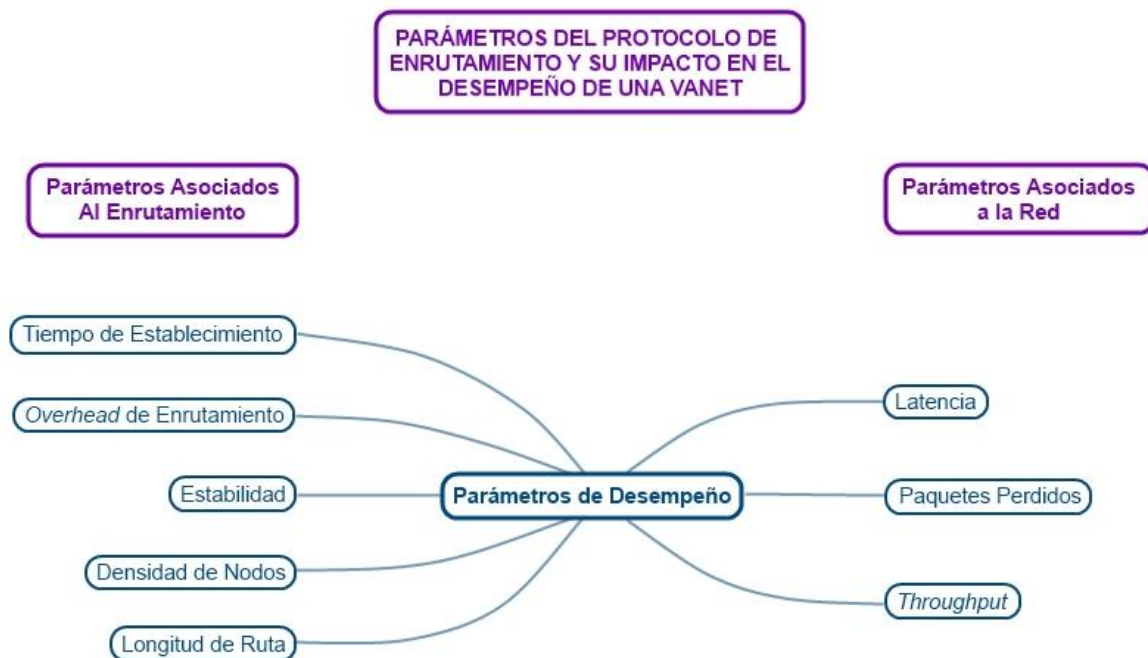 PARÁMETROS DEL PROTOCOLO DE
ENRUTAMIENTO Y SU IMPACTO EN EL
DESEMPEÑO DE UNA VANET
Parámetros Asociados
Al Enrutamiento
Parámetros Asociados
a la Red
Tiempo de Establecimiento
Overhead de Enrutamiento
Estabilidad
Densidad de Nodos
Longitud de Ruta
Parámetros de Desempeño
Latencia
Paquetes Perdidos
Throughput